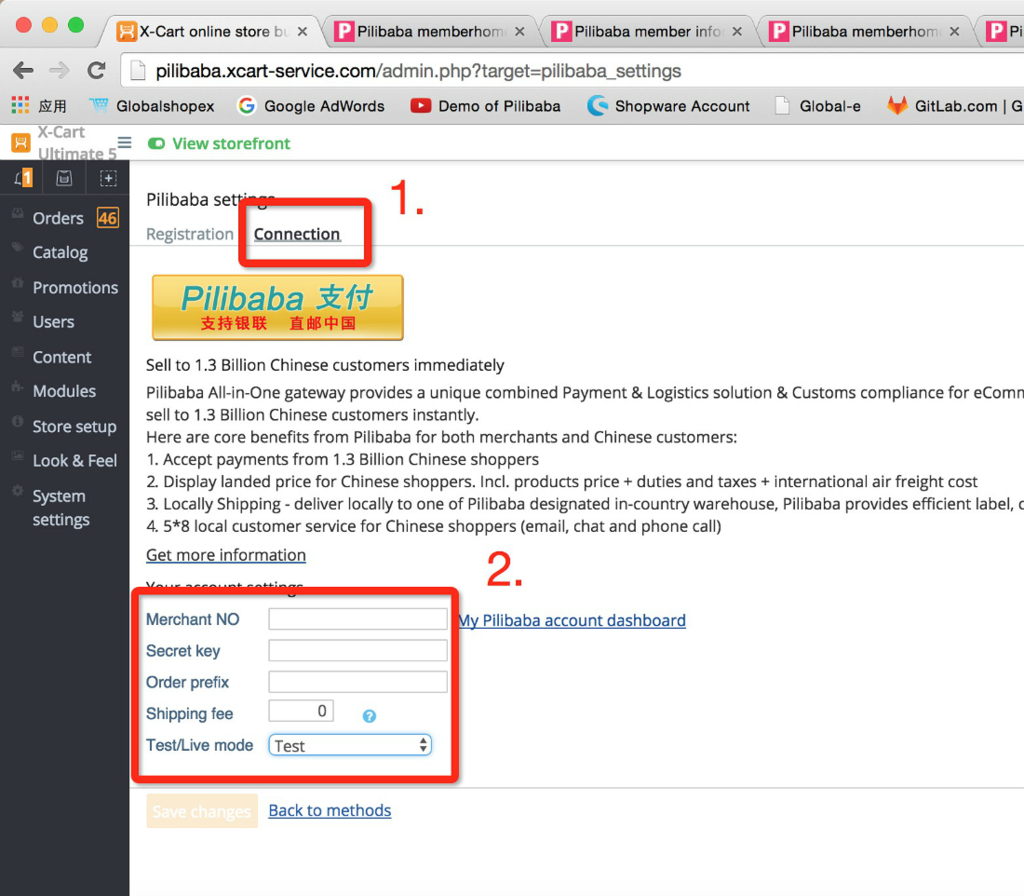 X-Cart online store bu
Pilibaba memberhom
Pilibaba member info
Pilibaba memberhom
Pi
pilibaba.xcart-service.com/admin.php?target=pilibaba_settings
应用
Globalshopex
Google AdWords
Demo of Pilibaba
Shopware Account
Global-e
GitLab.com | G
X-Cart
Ultimate 5
View storefront
1
Pilibaba settings
1.
Orders 46
Registration
Connection
Catalog
Promotions
Users
Content
Modules
Store setup
Look & Feel
System
settings
Pilibaba 支付
支持银联 直邮中国
Sell to 1.3 Billion Chinese customers immediately
Pilibaba All-in-One gateway provides a unique combined Payment & Logistics solution & Customs compliance for eComm
sell to 1.3 Billion Chinese customers instantly.
Here are core benefits from Pilibaba for both merchants and Chinese customers:
1. Accept payments from 1.3 Billion Chinese shoppers
2. Display landed price for Chinese shoppers. Incl. products price + duties and taxes + international air freight cost
3. Locally Shipping - deliver locally to one of Pilibaba designated in-country warehouse, Pilibaba provides efficient label, c
4. 5*8 local customer service for Chinese shoppers (email, chat and phone call)
Get more information
2.
Your account settings
Merchant NO
My Pilibaba account dashboard
Secret key
Order prefix
Shipping fee 0 ?
Test/Live mode Test
Save changes
Back to methods